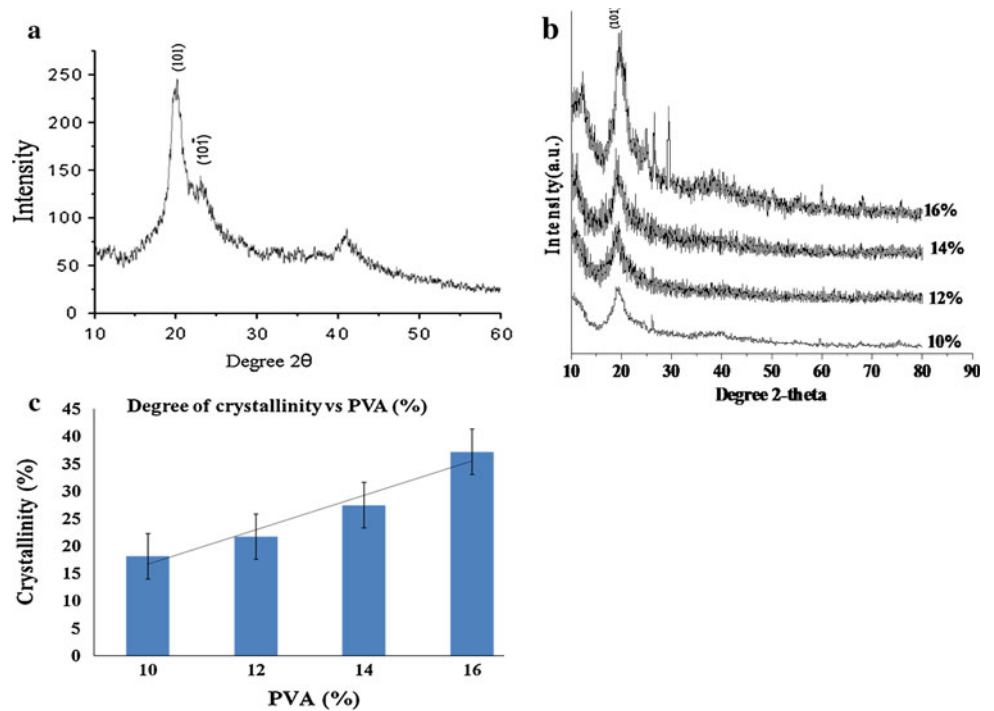 a
(101)
(101̄)
250
200
150
100
50
0
Intensity
10 20 30 40 50 60
Degree 2θ
b
(101)
Intensity(a.u.)
16%
14%
12%
10%
10 20 30 40 50 60 70 80 90
Degree 2-theta
c
Degree of crystallinity vs PVA (%)
45
40
35
30
25
20
15
10
5
0
Crystallinity (%)
10 12 14 16
PVA (%)